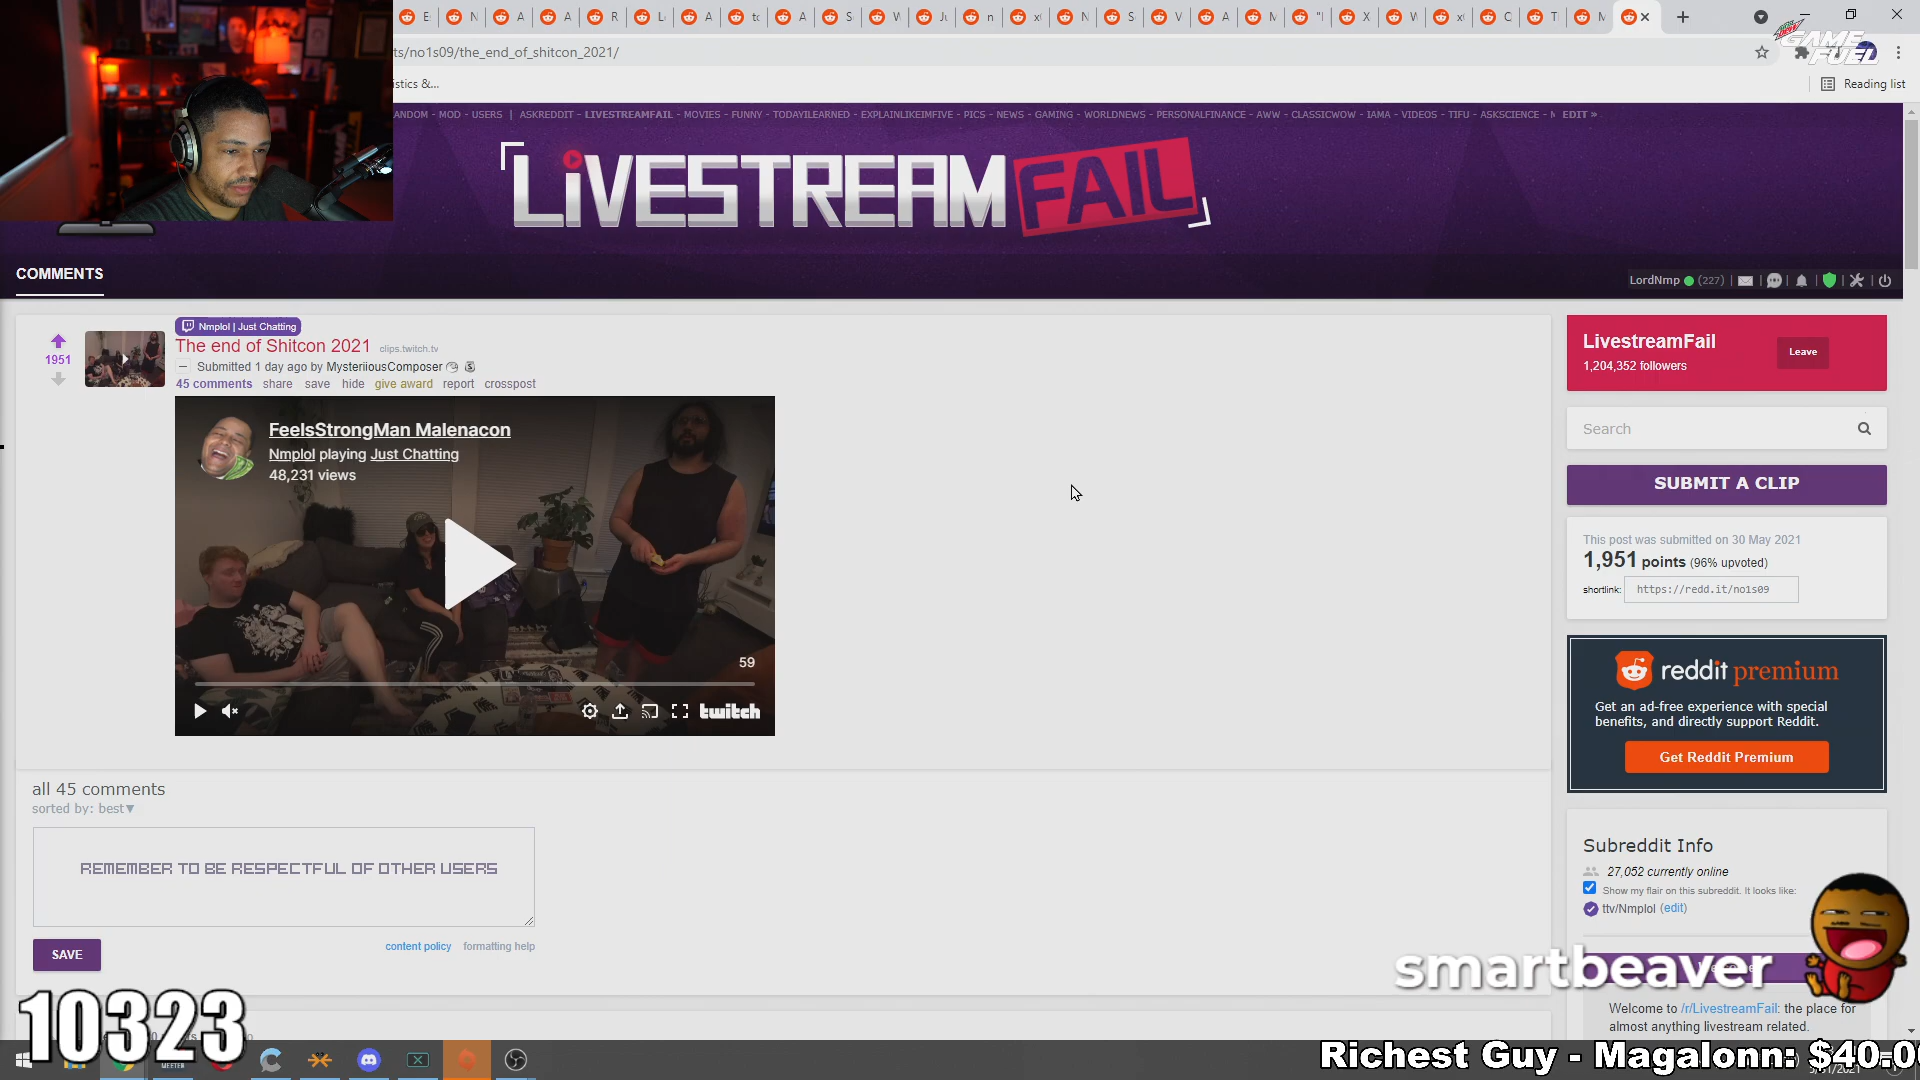 ts/no1s09/the_end_of_shitcon_2021/
GAME FUEL
istics &...
Reading list
ANDOM - MOD - USERS | ASKREDDIT - LIVESTREAMFAIL - MOVIES - FUNNY - TODAYILEARNED - EXPLAINLIKEIMFIVE - PICS - NEWS - GAMING - WORLDNEWS - PERSONALFINANCE - AWW - CLASSICWOW - IAMA - VIDEOS - TIFU - ASKSCIENCE - EDIT »
LIVESTREAM FAIL
COMMENTS
LordNmp (227)
Nmplol | Just Chatting
The end of Shitcon 2021 clips.twitch.tv
1951
Submitted 1 day ago by MysteriiousComposer
45 comments share save hide give award report crosspost
FeelsStrongMan Malenacon
Nmplol playing Just Chatting
48,231 views
59
twitch
all 45 comments
sorted by: best▼
REMEMBER TO BE RESPECTFUL OF OTHER USERS
SAVE
content policy formatting help
LivestreamFail
1,204,352 followers
Leave
Search
SUBMIT A CLIP
This post was submitted on 30 May 2021
1,951 points (96% upvoted)
shortlink: https://redd.it/no1s09
reddit premium
Get an ad-free experience with special
benefits, and directly support Reddit.
Get Reddit Premium
Subreddit Info
27,052 currently online
Show my flair on this subreddit. It looks like:
ttv/Nmplol (edit)
smartbeaver
Welcome to /r/LivestreamFail: the place for
almost anything livestream related.
10323
MEETER
Richest Guy - Magalonn: $40.0